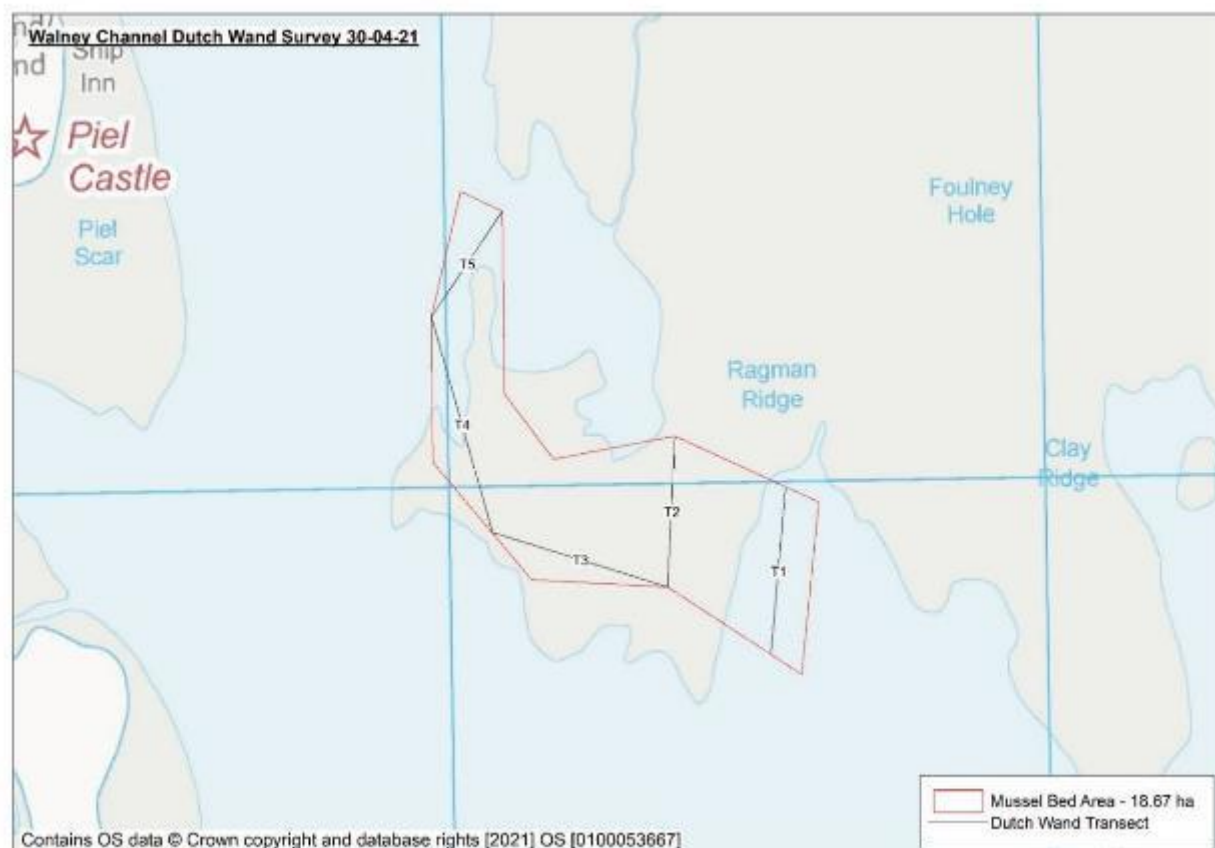 Walney Channel Dutch Wand Survey 30-04-21
nd
Ship
Inn
Piel
Castle
Piel
Scar
Foulney
Hole
T5
Ragman
Ridge
T4
Clay
Ridge
T2
T3
T1
Mussel Bed Area - 18.67 ha
Dutch Wand Transect
Contains OS data © Crown copyright and database rights [2021] OS [0100053667]